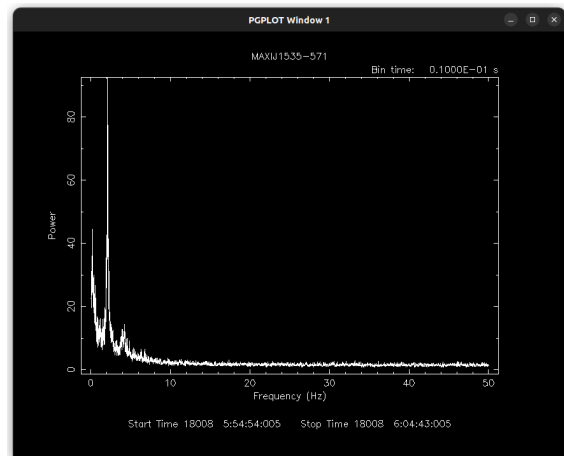 PGPLOT Window 1
MAXIJ1535-571
Bin time: 0.1000E-01 s
80
60
Power
40
20
0
0 10 20 30 40 50
Frequency (Hz)
Start Time 18008 5:54:54:005 Stop Time 18008 6:04:43:005